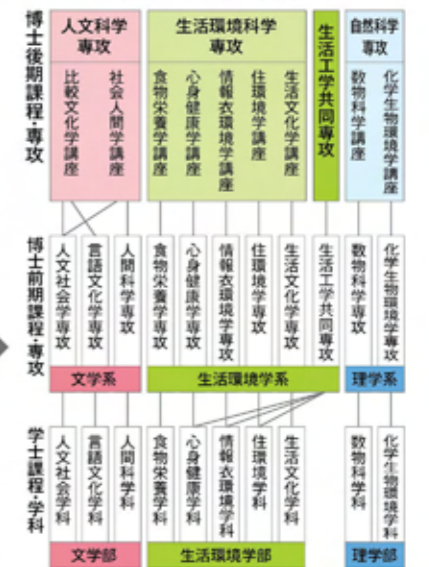 博士後期課程・専攻
人文科学
専攻
比較文化学講座
社会人間学講座
生活環境科学
専攻
食物栄養学講座
心身健康学講座
情報衣環境学講座
住環境学講座
生活文化学講座
生活工学共同専攻
自然科学
専攻
数物科学講座
化学生物環境学講座
博士前期課程・専攻
人文社会学専攻
言語文化学専攻
人間科学専攻
食物栄養学専攻
心身健康学専攻
情報衣環境学専攻
住環境学専攻
生活文化学専攻
生活工学共同専攻
数物科学専攻
化学生物環境学専攻
文学系
生活環境学系
理学系
学士課程・学科
人文社会学科
言語文化学科
人間科学科
食物栄養学科
心身健康学科
情報衣環境学科
住環境学科
生活文化学科
数物科学科
化学生物環境学科
文学部
生活環境学部
理学部